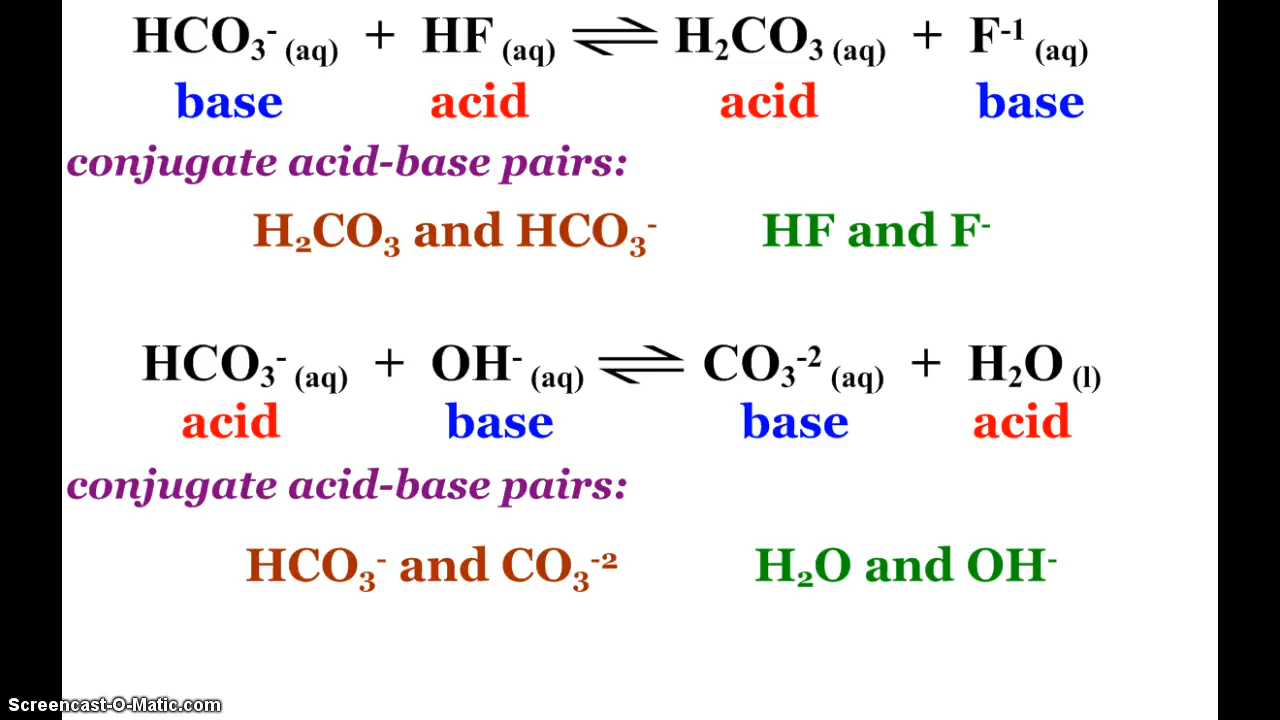 HCO₃⁻ (aq) + HF (aq) ⇌ H₂CO₃ (aq) + F⁻¹ (aq)
base acid acid base
conjugate acid-base pairs:
H₂CO₃ and HCO₃⁻ HF and F⁻
HCO₃⁻ (aq) + OH⁻ (aq) ⇌ CO₃⁻² (aq) + H₂O (l)
acid base base acid
conjugate acid-base pairs:
HCO₃⁻ and CO₃⁻² H₂O and OH⁻
Screencast-O-Matic.com